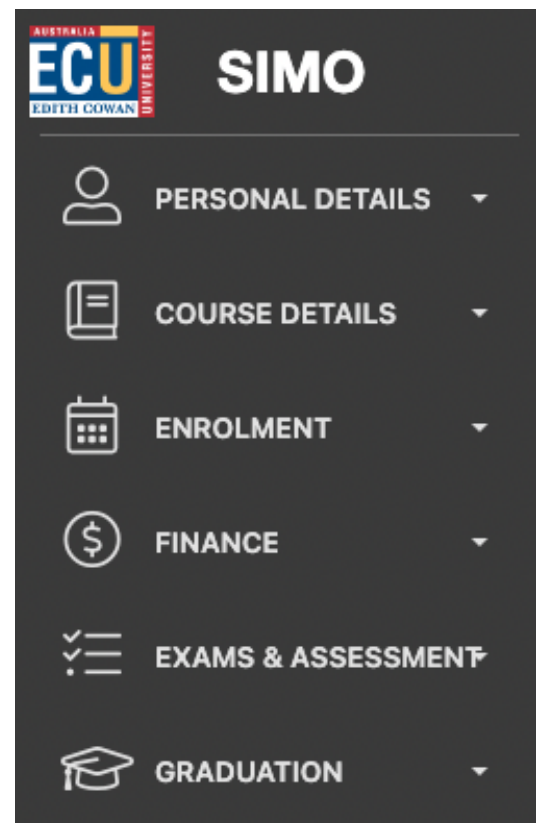 AUSTRALIA
ECU
EDITH COWAN
UNIVERSITY
SIMO
PERSONAL DETAILS
COURSE DETAILS
ENROLMENT
FINANCE
EXAMS & ASSESSMENT
GRADUATION